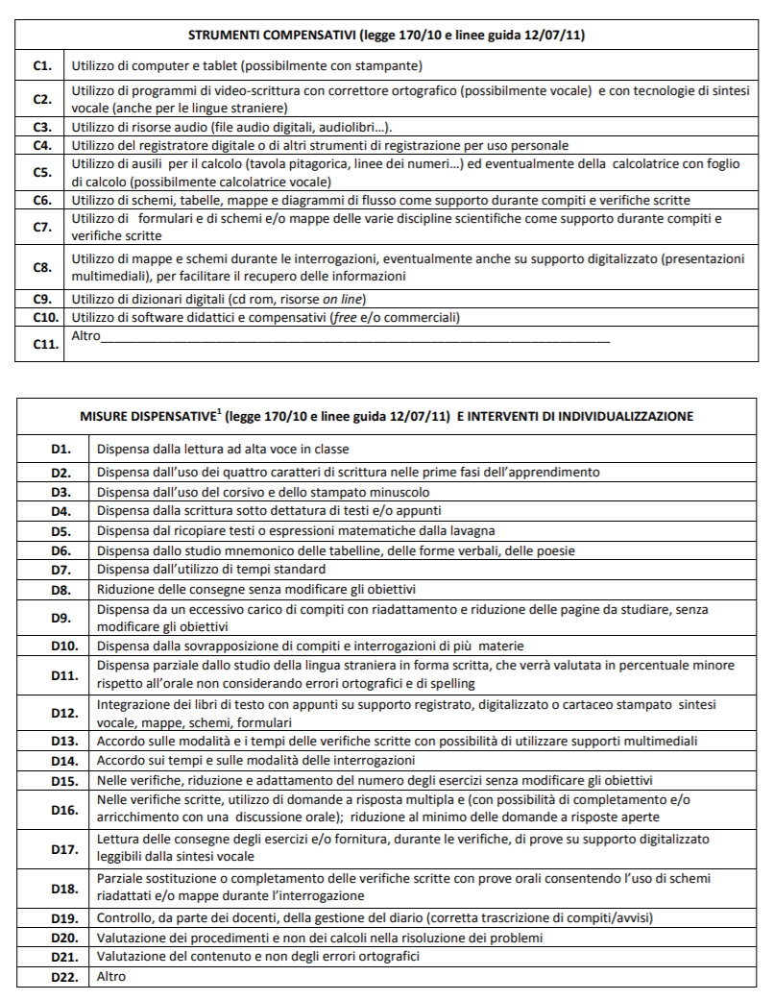 STRUMENTI COMPENSATIVI (legge 170/10 e linee guida 12/07/11)
C1. Utilizzo di computer e tablet (possibilmente con stampante)
C2. Utilizzo di programmi di video-scrittura con correttore ortografico (possibilmente vocale) e con tecnologie di sintesi
vocale (anche per le lingue straniere)
C3. Utilizzo di risorse audio (file audio digitali, audiolibri…).
C4. Utilizzo del registratore digitale o di altri strumenti di registrazione per uso personale
C5. Utilizzo di ausili per il calcolo (tavola pitagorica, linee dei numeri…) ed eventualmente della calcolatrice con foglio
di calcolo (possibilmente calcolatrice vocale)
C6. Utilizzo di schemi, tabelle, mappe e diagrammi di flusso come supporto durante compiti e verifiche scritte
C7. Utilizzo di formulari e di schemi e/o mappe delle varie discipline scientifiche come supporto durante compiti e
verifiche scritte
C8. Utilizzo di mappe e schemi durante le interrogazioni, eventualmente anche su supporto digitalizzato (presentazioni
multimediali), per facilitare il recupero delle informazioni
C9. Utilizzo di dizionari digitali (cd rom, risorse on line)
C10. Utilizzo di software didattici e compensativi (free e/o commerciali)
C11. Altro______________________________________________________________________
MISURE DISPENSATIVE¹ (legge 170/10 e linee guida 12/07/11) E INTERVENTI DI INDIVIDUALIZZAZIONE
D1. Dispensa dalla lettura ad alta voce in classe
D2. Dispensa dall’uso dei quattro caratteri di scrittura nelle prime fasi dell’apprendimento
D3. Dispensa dall’uso del corsivo e dello stampato minuscolo
D4. Dispensa dalla scrittura sotto dettatura di testi e/o appunti
D5. Dispensa dal ricopiare testi o espressioni matematiche dalla lavagna
D6. Dispensa dallo studio mnemonico delle tabelline, delle forme verbali, delle poesie
D7. Dispensa dall’utilizzo di tempi standard
D8. Riduzione delle consegne senza modificare gli obiettivi
D9. Dispensa da un eccessivo carico di compiti con riadattamento e riduzione delle pagine da studiare, senza
modificare gli obiettivi
D10. Dispensa dalla sovrapposizione di compiti e interrogazioni di più materie
D11. Dispensa parziale dallo studio della lingua straniera in forma scritta, che verrà valutata in percentuale minore
rispetto all’orale non considerando errori ortografici e di spelling
D12. Integrazione dei libri di testo con appunti su supporto registrato, digitalizzato o cartaceo stampato sintesi
vocale, mappe, schemi, formulari
D13. Accordo sulle modalità e i tempi delle verifiche scritte con possibilità di utilizzare supporti multimediali
D14. Accordo sui tempi e sulle modalità delle interrogazioni
D15. Nelle verifiche, riduzione e adattamento del numero degli esercizi senza modificare gli obiettivi
D16. Nelle verifiche scritte, utilizzo di domande a risposta multipla e (con possibilità di completamento e/o
arricchimento con una discussione orale); riduzione al minimo delle domande a risposte aperte
D17. Lettura delle consegne degli esercizi e/o fornitura, durante le verifiche, di prove su supporto digitalizzato
leggibili dalla sintesi vocale
D18. Parziale sostituzione o completamento delle verifiche scritte con prove orali consentendo l’uso di schemi
riadattati e/o mappe durante l’interrogazione
D19. Controllo, da parte dei docenti, della gestione del diario (corretta trascrizione di compiti/avvisi)
D20. Valutazione dei procedimenti e non dei calcoli nella risoluzione dei problemi
D21. Valutazione del contenuto e non degli errori ortografici
D22. Altro